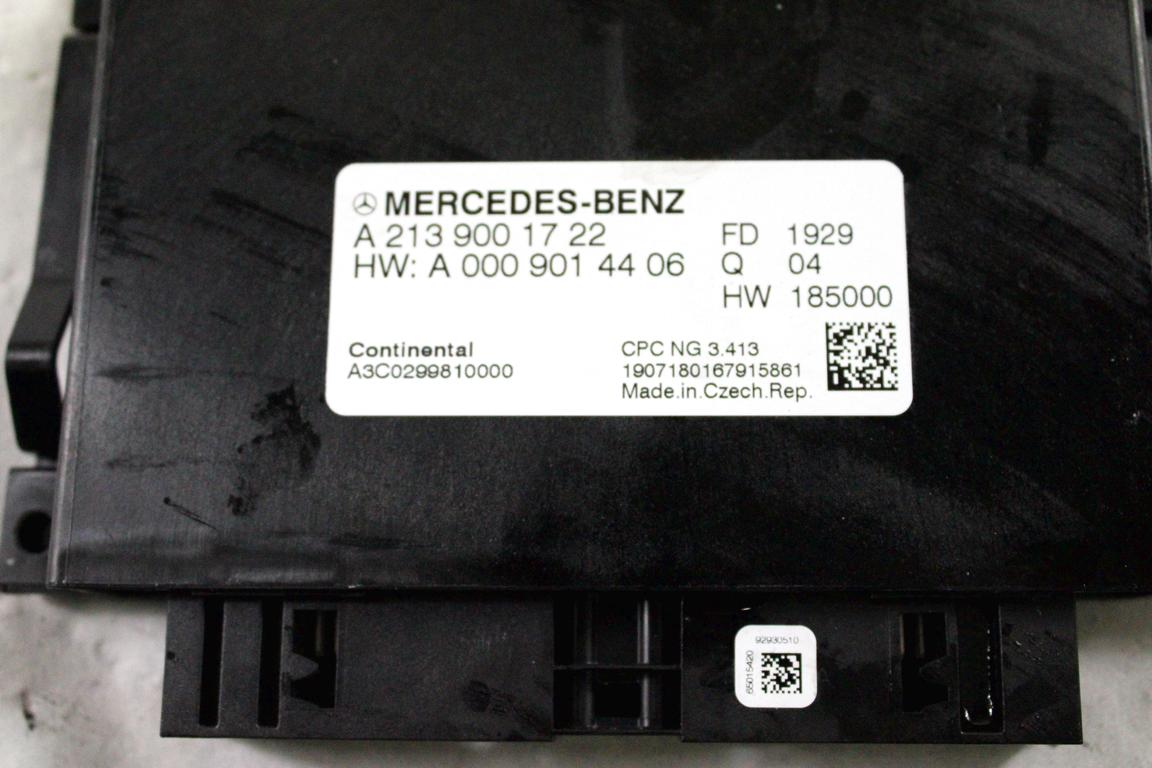 MERCEDES-BENZ
A 213 900 17 22
HW: A 000 901 44 06
FD 1929
Q 04
HW 185000
Continental
A3C0299810000
CPC NG 3.413
1907180167915861
Made.in.Czech.Rep.
92930510
65015420